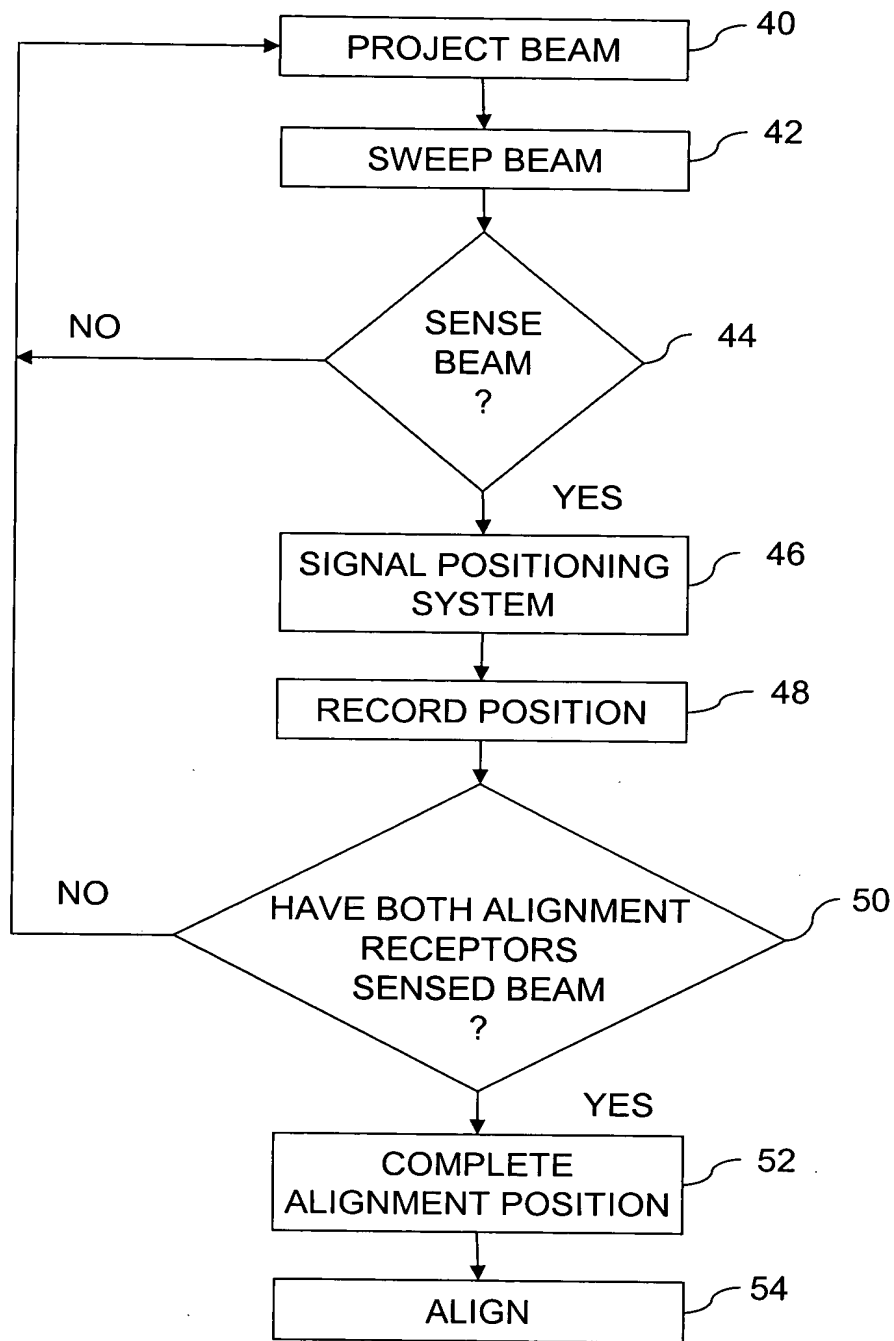 PROJECT BEAM
40
SWEEP BEAM
42
SENSE
BEAM
?
44
NO
YES
SIGNAL POSITIONING
SYSTEM
46
RECORD POSITION
48
HAVE BOTH ALIGNMENT
RECEPTORS
SENSED BEAM
?
50
NO
YES
COMPLETE
ALIGNMENT POSITION
52
ALIGN
54